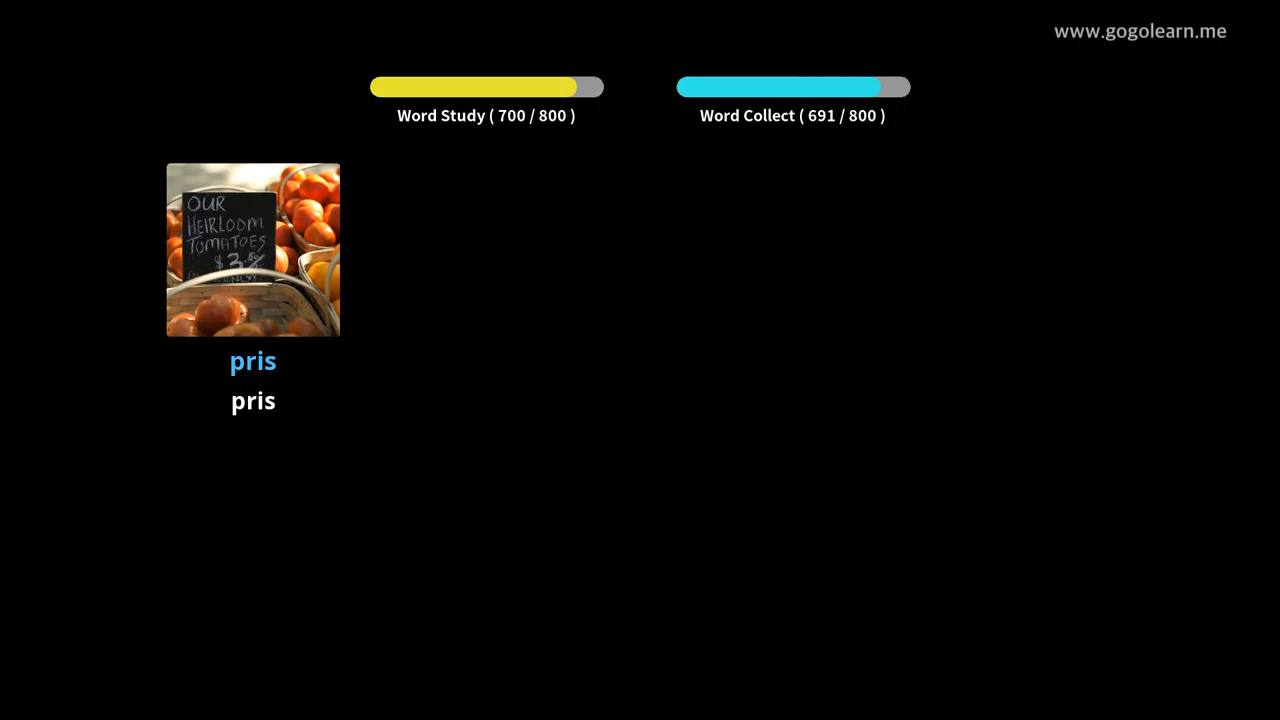 www.gogolearn.me
Word Study ( 700 / 800 )
Word Collect ( 691 / 800 )
OUR
HEIRLOOM
TOMATOES
pris
pris